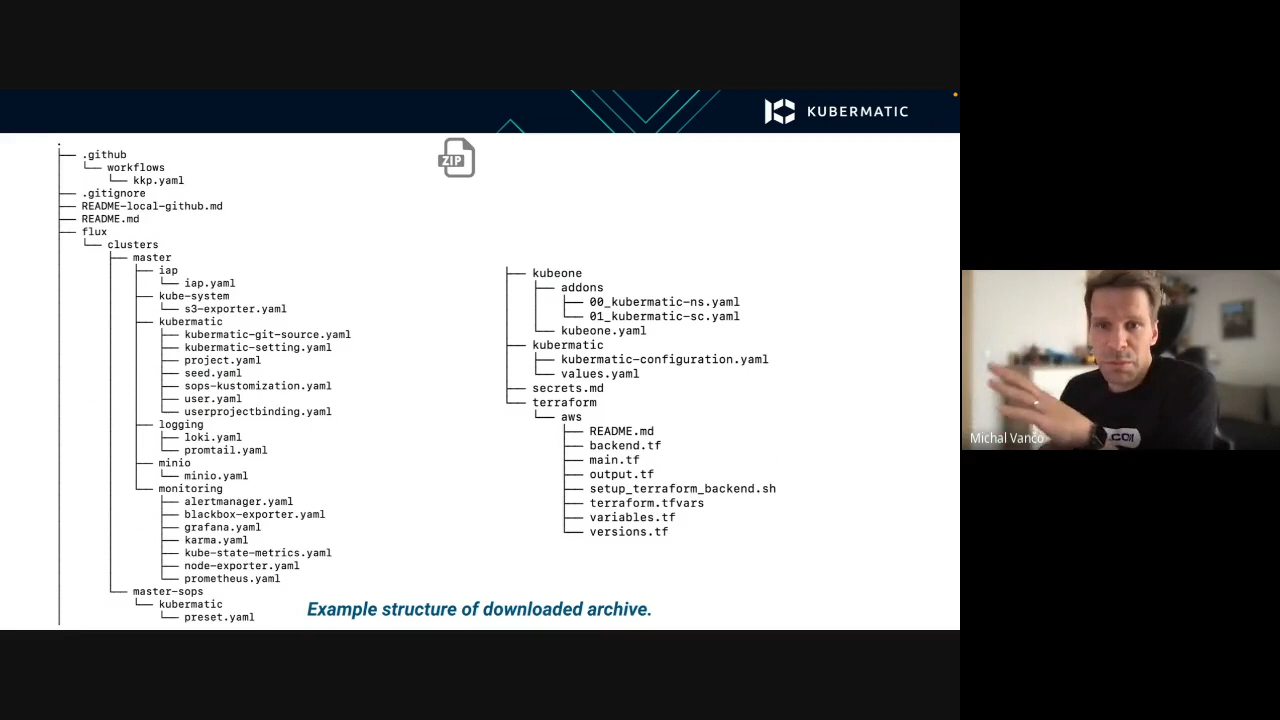 KUBERMATIC
ZIP
.
├── .github
│   └── workflows
│       └── kkp.yaml
├── .gitignore
├── README-local-github.md
├── README.md
├── flux
│   └── clusters
│       ├── master
│       │   ├── iap
│       │   │   └── iap.yaml
│       │   ├── kube-system
│       │   │   └── s3-exporter.yaml
│       │   ├── kubermatic
│       │   │   ├── kubermatic-git-source.yaml
│       │   │   ├── kubermatic-setting.yaml
│       │   │   ├── project.yaml
│       │   │   ├── seed.yaml
│       │   │   ├── sops-kustomization.yaml
│       │   │   ├── user.yaml
│       │   │   └── userprojectbinding.yaml
│       │   ├── logging
│       │   │   ├── loki.yaml
│       │   │   └── promtail.yaml
│       │   ├── minio
│       │   │   └── minio.yaml
│       │   └── monitoring
│       │       ├── alertmanager.yaml
│       │       ├── blackbox-exporter.yaml
│       │       ├── grafana.yaml
│       │       ├── karma.yaml
│       │       ├── kube-state-metrics.yaml
│       │       ├── node-exporter.yaml
│       │       └── prometheus.yaml
│       └── master-sops
│           └── kubermatic
│               └── preset.yaml
├── kubeone
│   ├── addons
│   │   ├── 00_kubermatic-ns.yaml
│   │   └── 01_kubermatic-sc.yaml
│   └── kubeone.yaml
├── kubermatic
│   ├── kubermatic-configuration.yaml
│   └── values.yaml
├── secrets.md
└── terraform
    └── aws
        ├── README.md
        ├── backend.tf
        ├── main.tf
        ├── output.tf
        ├── setup_terraform_backend.sh
        ├── terraform.tfvars
        ├── variables.tf
        └── versions.tf
Example structure of downloaded archive.
Michal Vančo
.COM